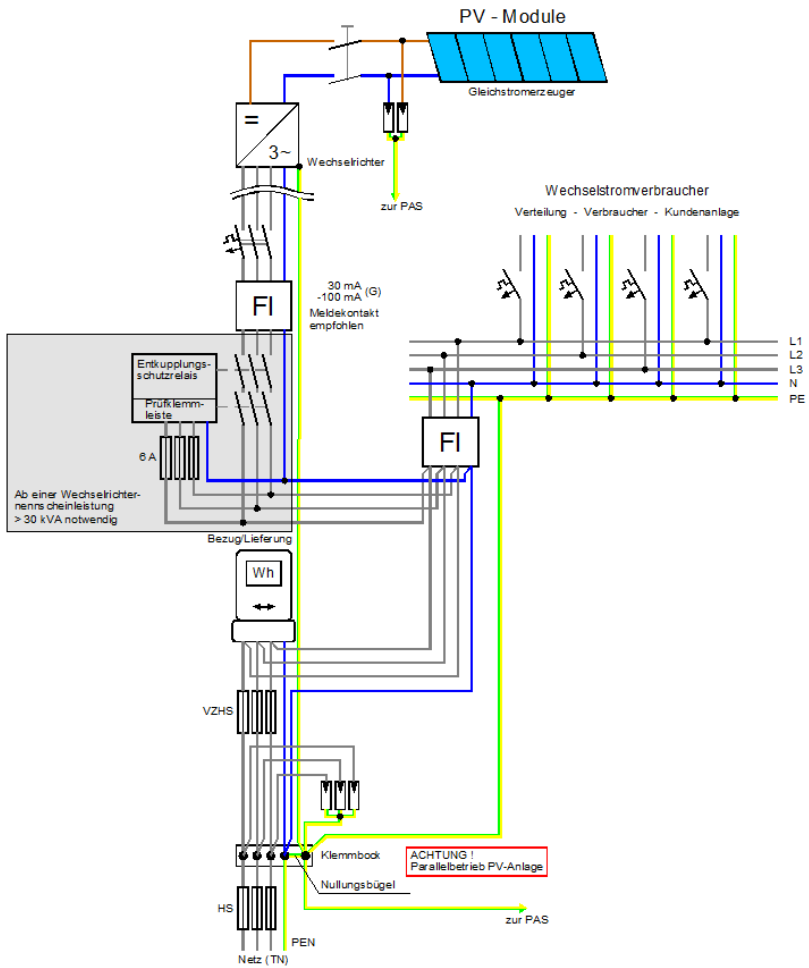 PV - Module
Gleichstromerzeuger
=
3~
Wechselrichter
zur PAS
Wechselstromverbraucher
Verteilung - Verbraucher - Kundenanlage
FI
30 mA
-100 mA (G)
Meldekontakt
empfohlen
L1
L2
L3
N
PE
Entkupplungs-
schutzrelais
Prüfklemm-
leiste
6 A
FI
Ab einer Wechselrichter-
nennscheinleistung
> 30 kVA notwendig
Bezug/Lieferung
Wh
VZHS
Klemmbock
ACHTUNG !
Parallelbetrieb PV-Anlage
Nullungsbügel
HS
zur PAS
PEN
Netz (TN)